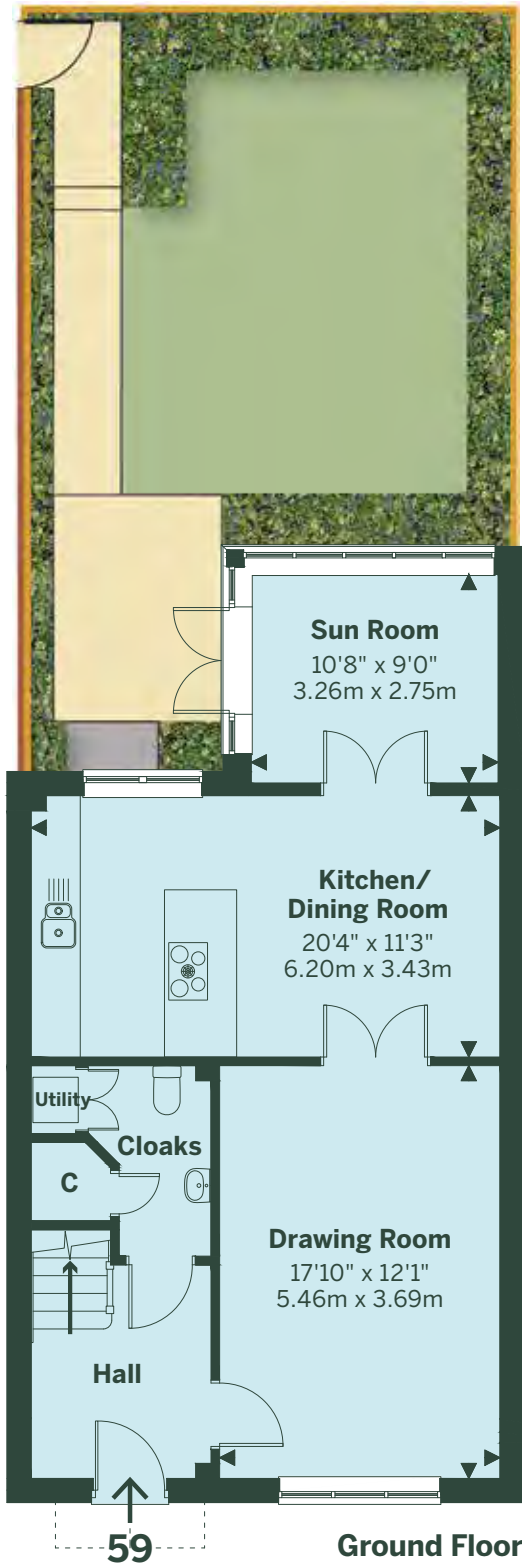 Sun Room
10'8" x 9'0"
3.26m x 2.75m
Kitchen/
Dining Room
20'4" x 11'3"
6.20m x 3.43m
Utility
Cloaks
C
Drawing Room
17'10" x 12'1"
5.46m x 3.69m
Hall
59
Ground Floor